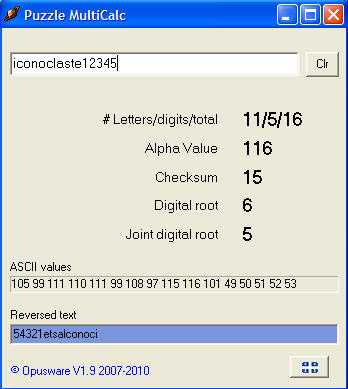 Puzzle MultiCalc
iconoclaste12345 Clr
# Letters/digits/total 11/5/16
Alpha Value 116
Checksum 15
Digital root 6
Joint digital root 5
ASCII values
105 99 111 110 111 99 108 97 115 116 101 49 50 51 52 53
Reversed text
54321etsalconoci
© Opusware V1.9 2007-2010